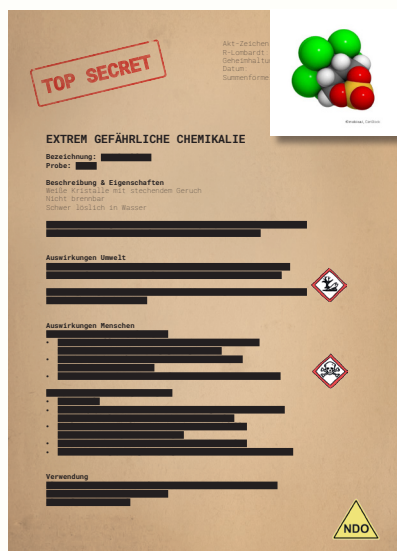 TOP SECRET
Akt-Zeichen
R-Lombardt
Geheimhaltu
Datum
Summenforme
EXTREM GEFÄHRLICHE CHEMIKALIE
Bezeichnung:
Probe:
Beschreibung & Eigenschaften
Weiße Kristalle mit stechendem Geruch
Nicht brennbar
Schwer löslich in Wasser
Auswirkungen Umwelt
Auswirkungen Menschen
Verwendung
NDO